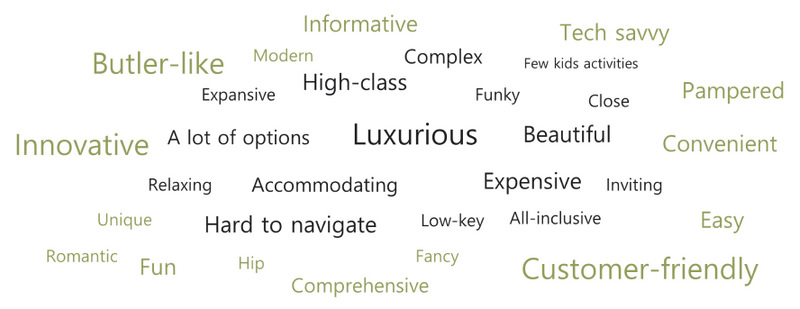 Informative
Tech savvy
Butler-like
Modern
Complex
Few kids activities
High-class
Expansive
Funky
Close
Pampered
Innovative
A lot of options
Luxurious
Beautiful
Convenient
Relaxing
Accommodating
Expensive
Inviting
Unique
Hard to navigate
Low-key
All-inclusive
Easy
Romantic
Fun
Hip
Fancy
Customer-friendly
Comprehensive